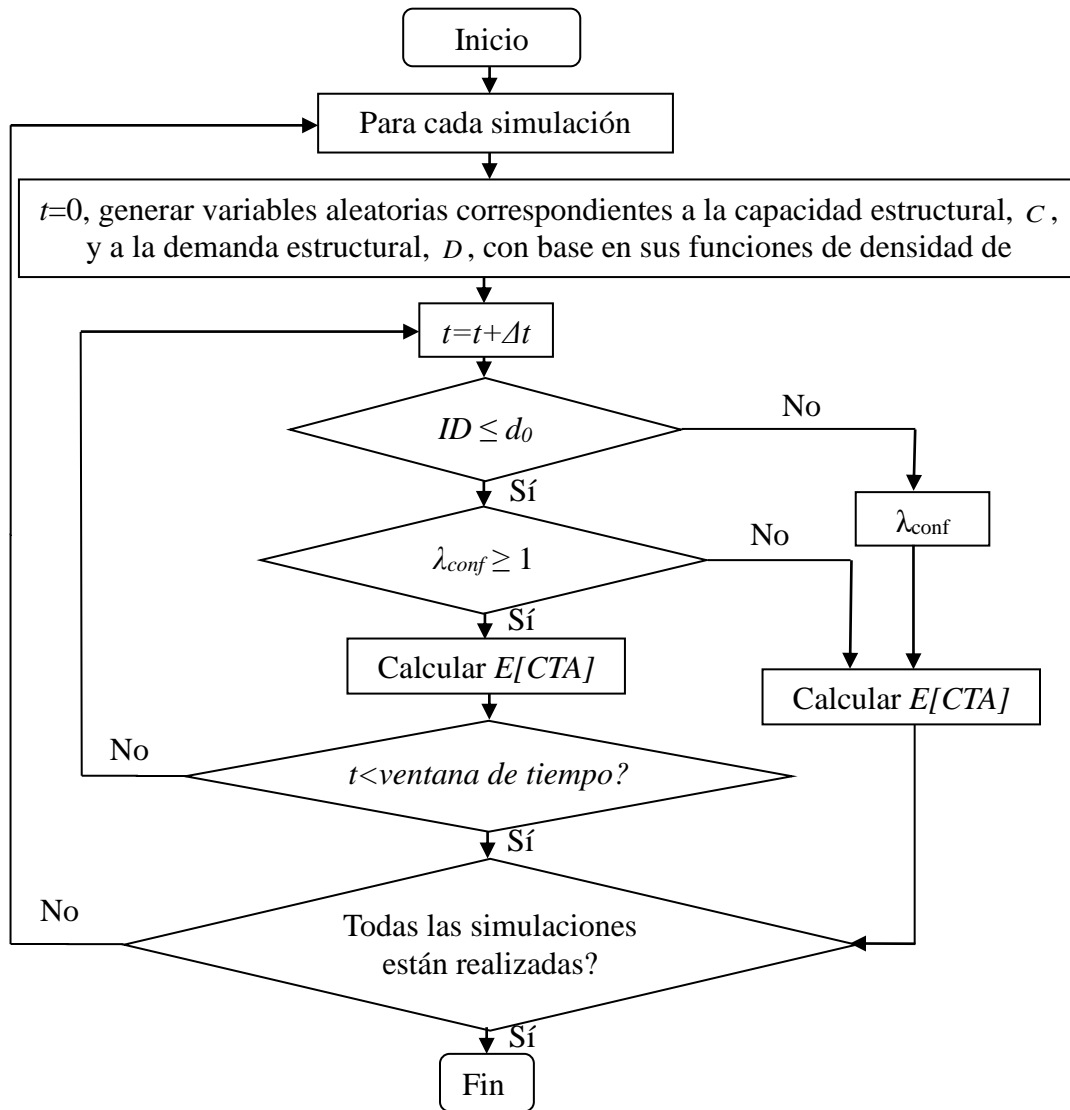 Inicio
Para cada simulación
t=0, generar variables aleatorias correspondientes a la capacidad estructural, C ,
y a la demanda estructural, D , con base en sus funciones de densidad de
t=t+Δt
ID ≤ d0
No
Sí
λconf
λconf ≥ 1
No
Sí
Calcular E[CTA]
Calcular E[CTA]
No
t<ventana de tiempo?
Sí
No
Todas las simulaciones
están realizadas?
Sí
Fin